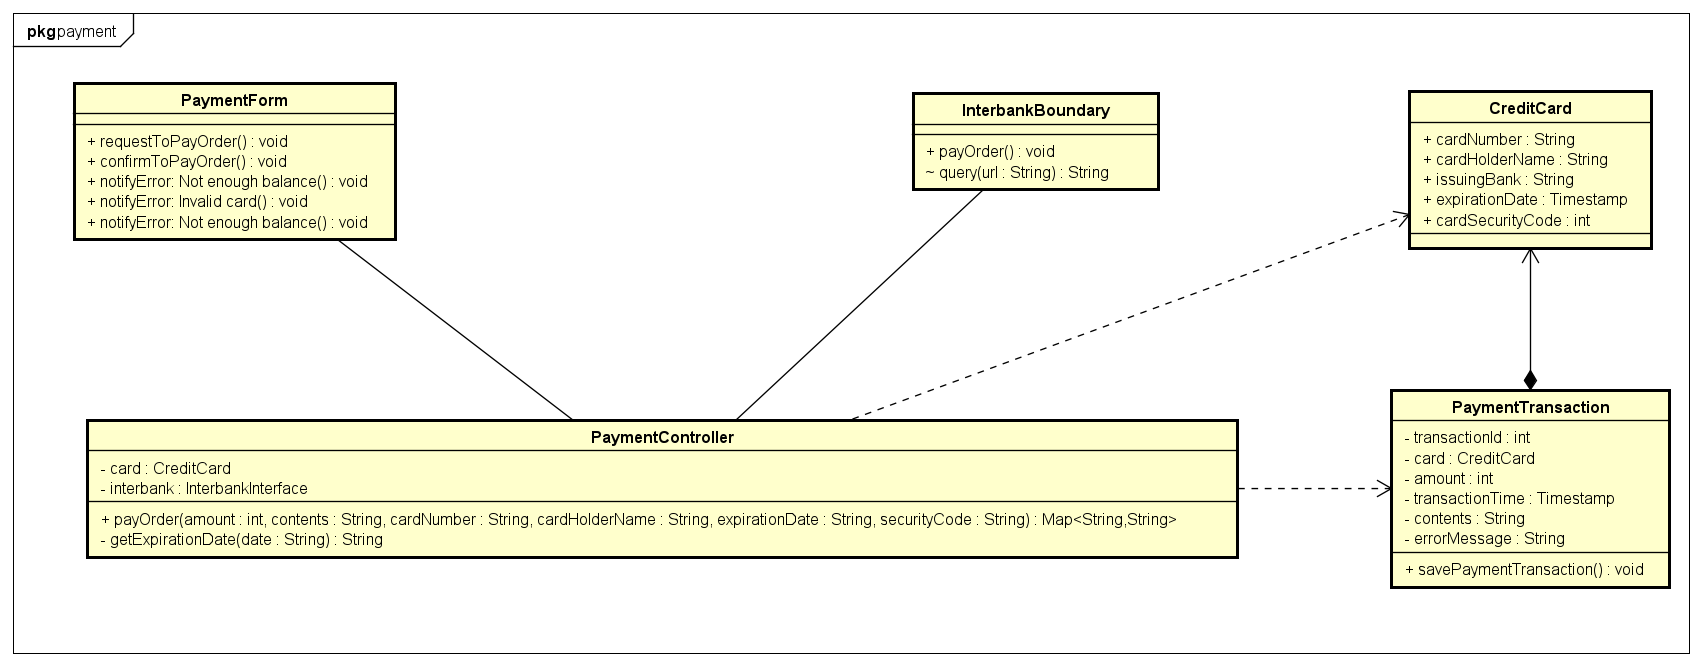 pkg payment
PaymentForm
+ requestToPayOrder() : void
+ confirmToPayOrder() : void
+ notifyError: Not enough balance() : void
+ notifyError: Invalid card() : void
+ notifyError: Not enough balance() : void
InterbankBoundary
+ payOrder() : void
~ query(url : String) : String
CreditCard
+ cardNumber : String
+ cardHolderName : String
+ issuingBank : String
+ expirationDate : Timestamp
+ cardSecurityCode : int
PaymentController
- card : CreditCard
- interbank : InterbankInterface
+ payOrder(amount : int, contents : String, cardNumber : String, cardHolderName : String, expirationDate : String, securityCode : String) : Map<String,String>
- getExpirationDate(date : String) : String
PaymentTransaction
- transactionId : int
- card : CreditCard
- amount : int
- transactionTime : Timestamp
- contents : String
- errorMessage : String
+ savePaymentTransaction() : void